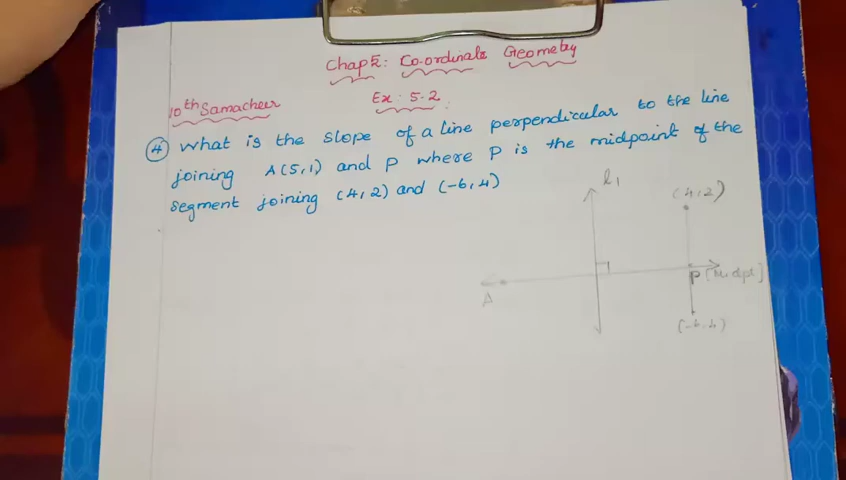 Chapt: Co-ordinate Geometry
10th Samacheer
Ex: 5.2
④ What is the slope of a line perpendicular to the line
joining A(5,1) and P where P is the midpoint of the
segment joining (4,2) and (-6,4)
l1
(4,2)
P [Midpt]
A
(-6,4)